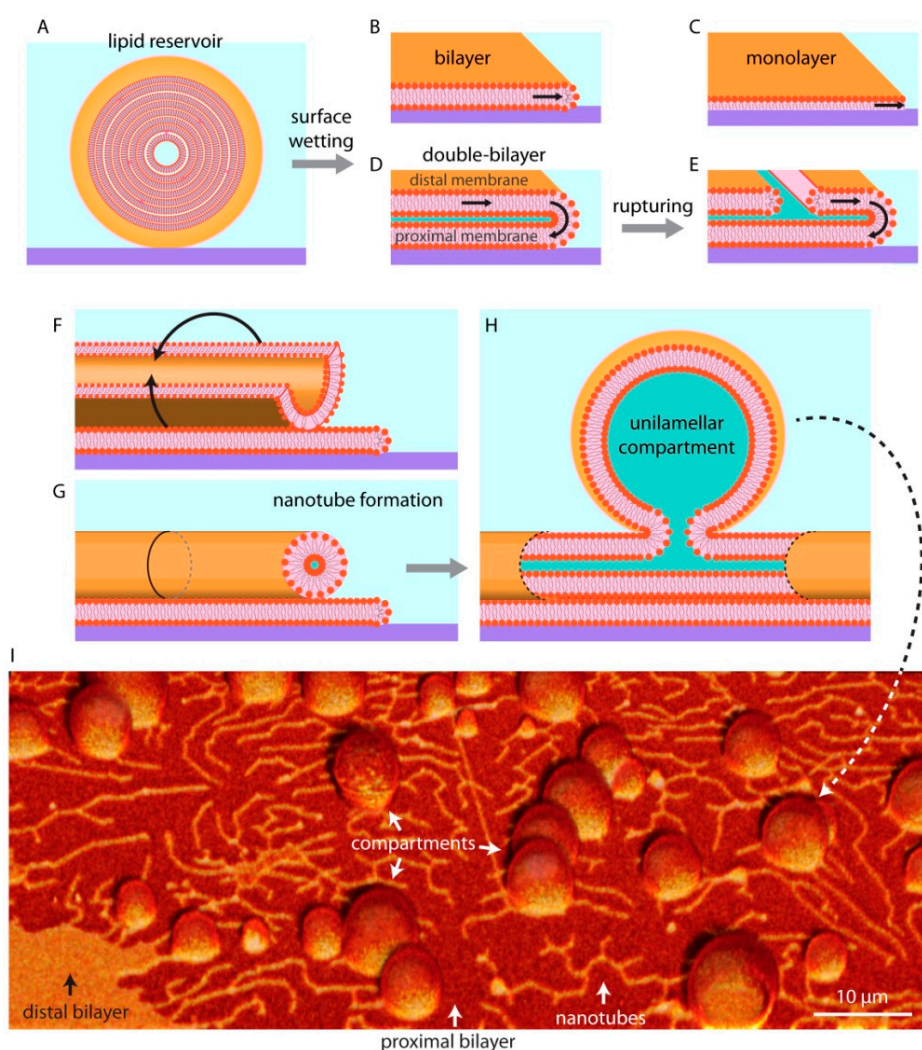 A
lipid reservoir
surface
wetting
B
bilayer
C
monolayer
double-bilayer
D
distal membrane
proximal membrane
rupturing
E
F
G
nanotube formation
H
unilamellar
compartment
I
compartments
distal bilayer
proximal bilayer
nanotubes
10 µm